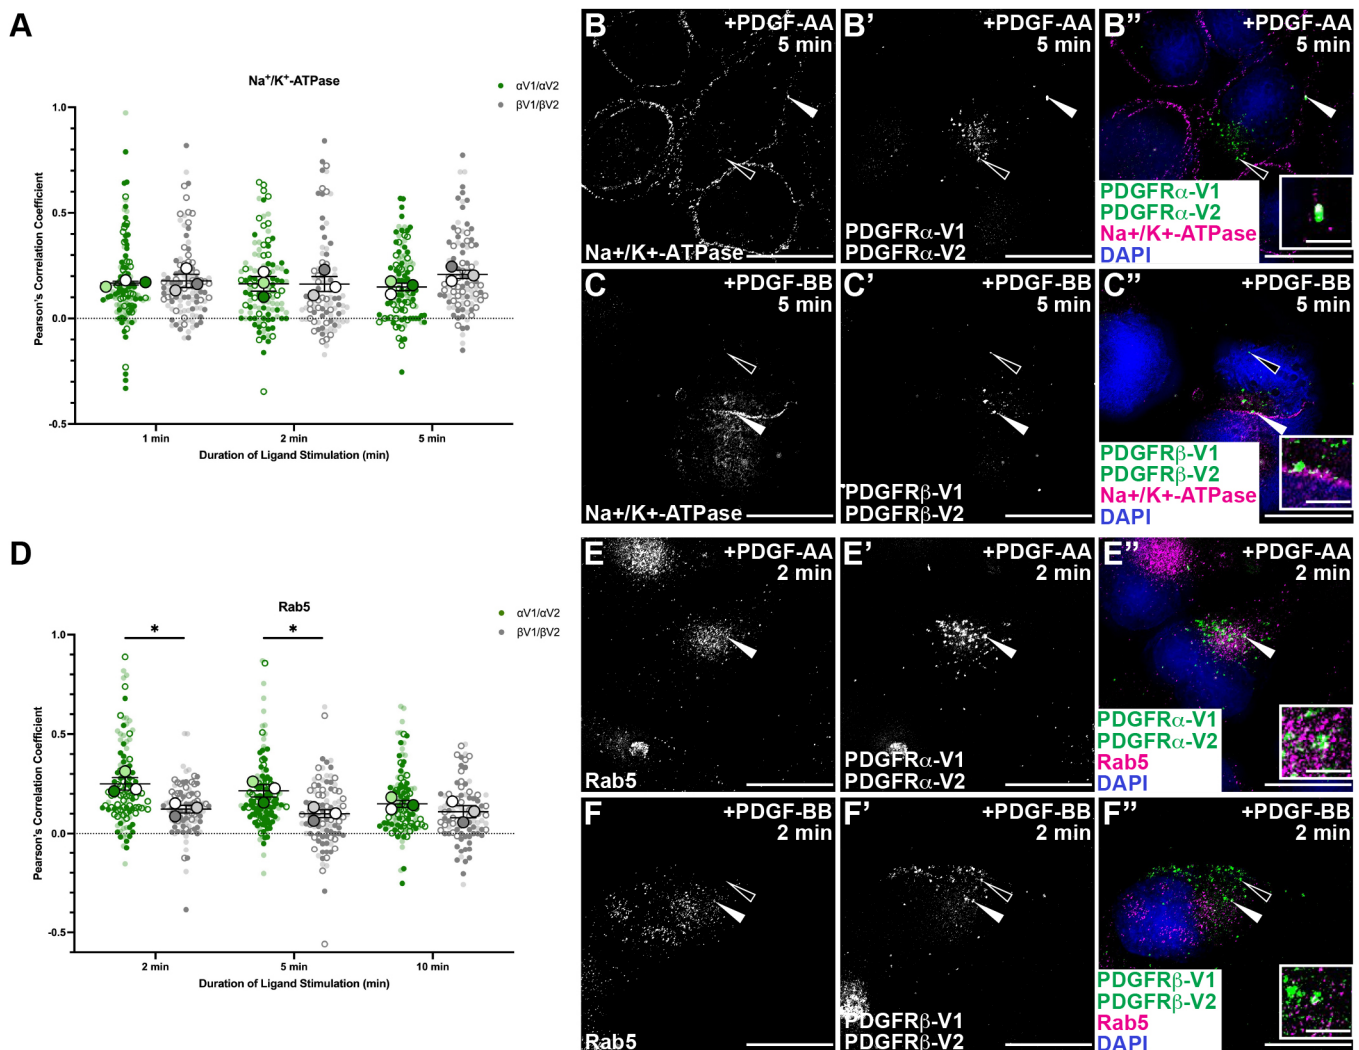 A
Na+/K+-ATPase
αV1/αV2
βV1/βV2
Pearson's Correlation Coefficient
1.0
0.5
0.0
-0.5
1 min
2 min
5 min
Duration of Ligand Stimulation (min)
B
+PDGF-AA
5 min
Na+/K+-ATPase
B’
+PDGF-AA
5 min
PDGFRα-V1
PDGFRα-V2
B”
+PDGF-AA
5 min
PDGFRα-V1
PDGFRα-V2
Na+/K+-ATPase
DAPI
C
+PDGF-BB
5 min
Na+/K+-ATPase
C’
+PDGF-BB
5 min
PDGFRβ-V1
PDGFRβ-V2
C”
+PDGF-BB
5 min
PDGFRβ-V1
PDGFRβ-V2
Na+/K+-ATPase
DAPI
D
Rab5
αV1/αV2
βV1/βV2
*
*
Pearson's Correlation Coefficient
1.0
0.5
0.0
-0.5
2 min
5 min
10 min
Duration of Ligand Stimulation (min)
E
+PDGF-AA
2 min
Rab5
E’
+PDGF-AA
2 min
PDGFRα-V1
PDGFRα-V2
E”
+PDGF-AA
2 min
PDGFRα-V1
PDGFRα-V2
Rab5
DAPI
F
+PDGF-BB
2 min
Rab5
F’
+PDGF-BB
2 min
PDGFRβ-V1
PDGFRβ-V2
F”
+PDGF-BB
2 min
PDGFRβ-V1
PDGFRβ-V2
Rab5
DAPI